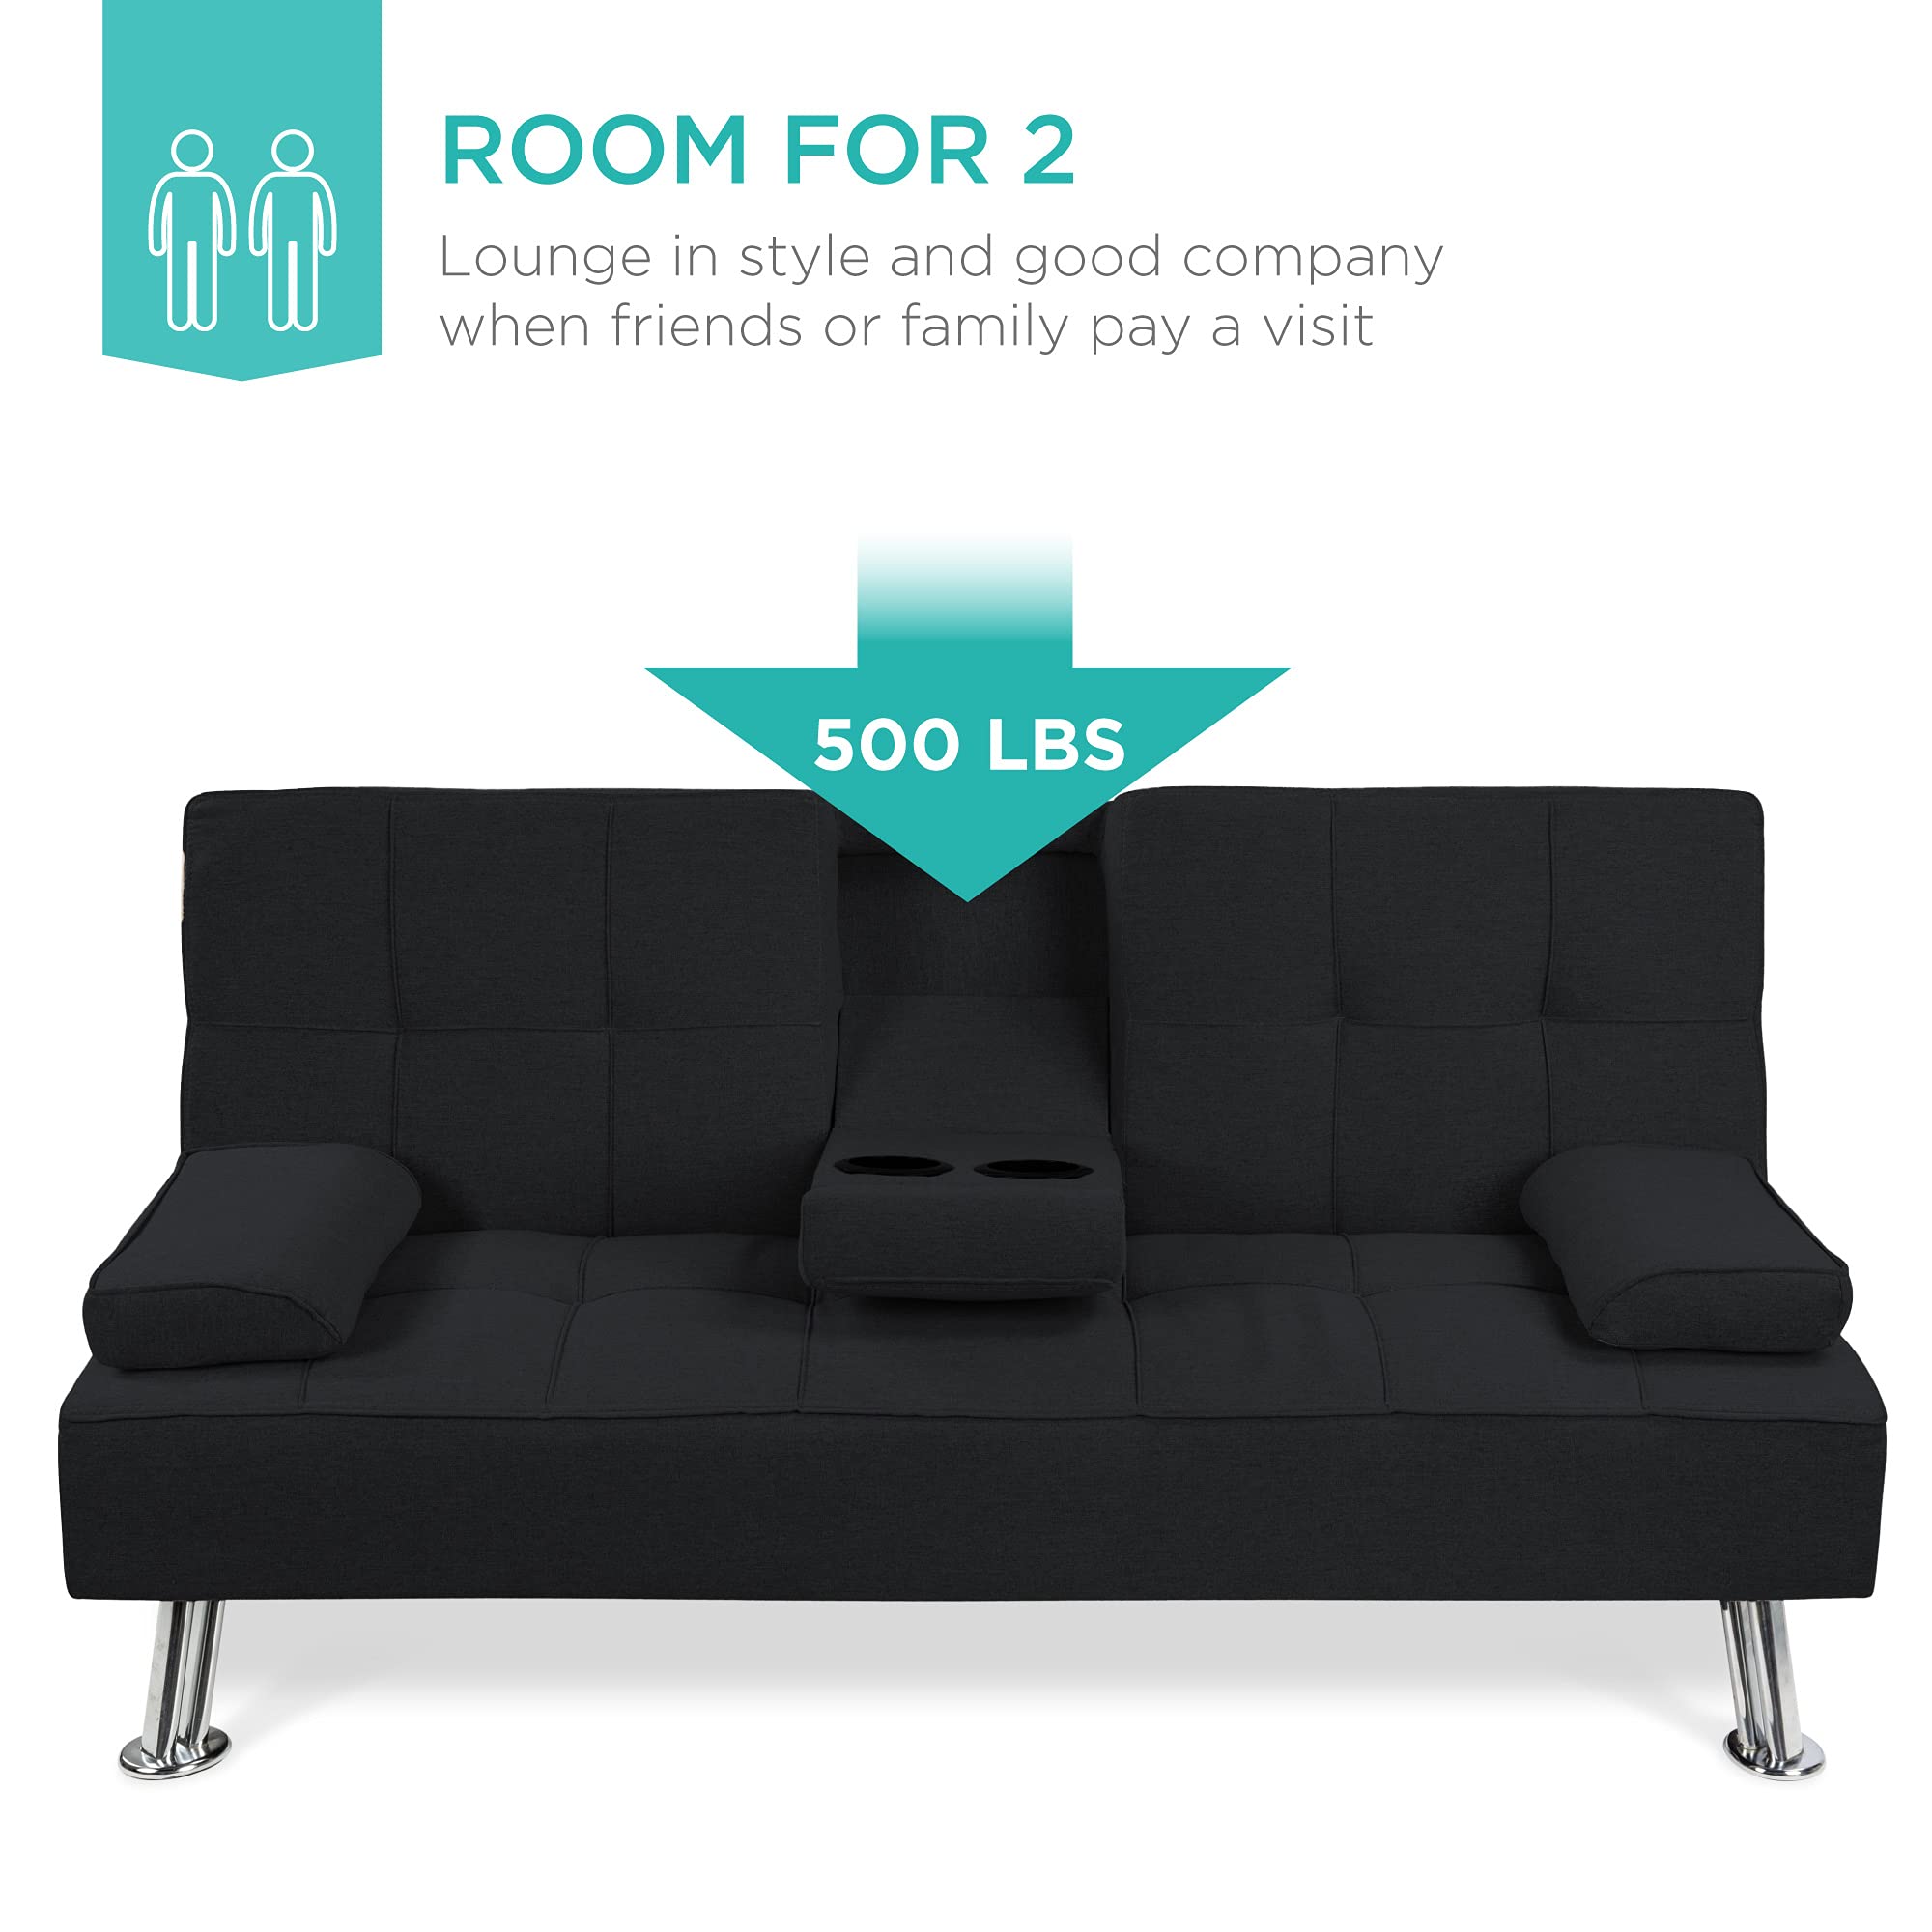 ROOM FOR 2
Lounge in style and good company
when friends or family pay a visit
500 LBS